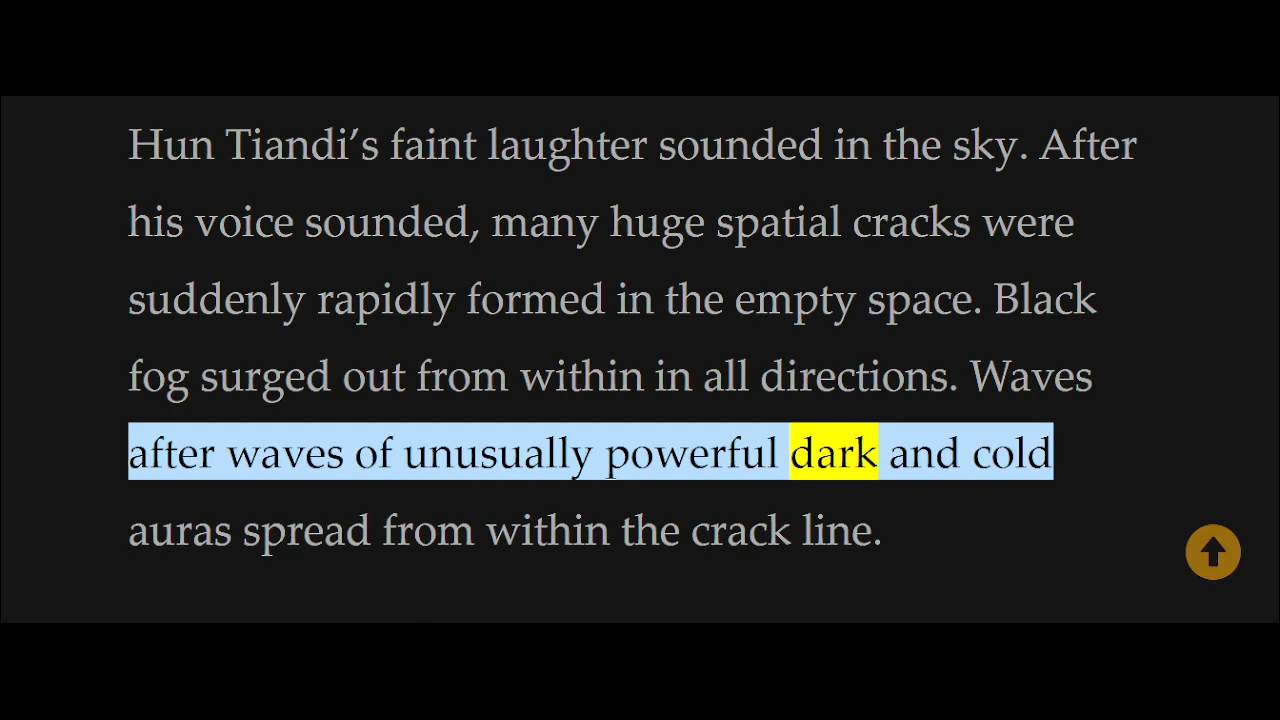 Hun Tiandi’s faint laughter sounded in the sky. After
his voice sounded, many huge spatial cracks were
suddenly rapidly formed in the empty space. Black
fog surged out from within in all directions. Waves
after waves of unusually powerful dark and cold
auras spread from within the crack line.